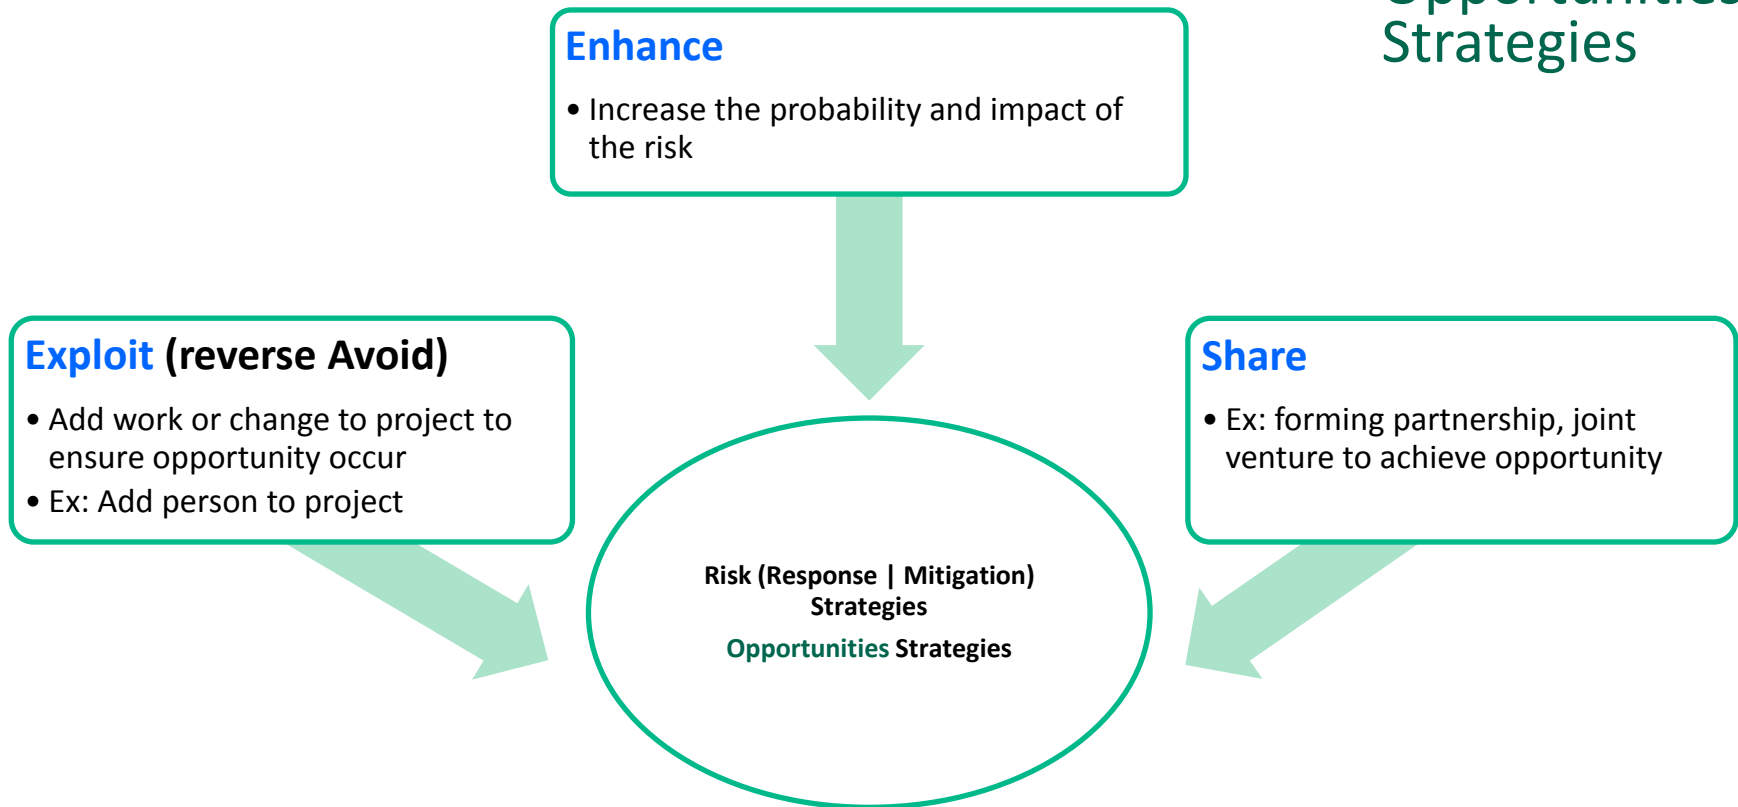 Opportunities
Strategies
Enhance
• Increase the probability and impact of
the risk
Exploit (reverse Avoid)
• Add work or change to project to
ensure opportunity occur
• Ex: Add person to project
Share
• Ex: forming partnership, joint
venture to achieve opportunity
Risk (Response | Mitigation)
Strategies
Opportunities Strategies